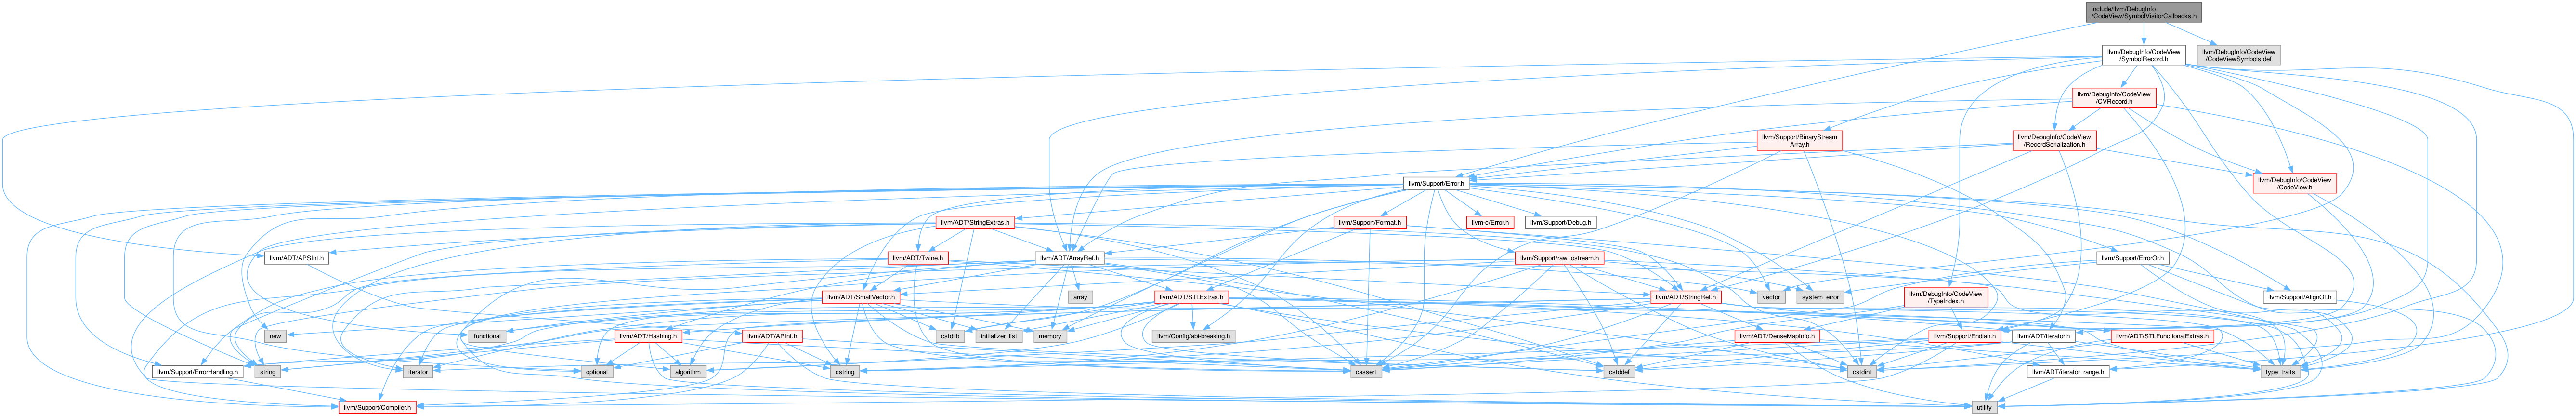 include/llvm/DebugInfo
/CodeView/SymbolVisitorCallbacks.h
llvm/DebugInfo/CodeView
/SymbolRecord.h
llvm/DebugInfo/CodeView
/CodeViewSymbols.def
llvm/DebugInfo/CodeView
/CVRecord.h
llvm/Support/BinaryStream
Array.h
llvm/DebugInfo/CodeView
/RecordSerialization.h
llvm/Support/Error.h
llvm/DebugInfo/CodeView
/CodeView.h
llvm/ADT/StringExtras.h
llvm/Support/Format.h
llvm-c/Error.h
llvm/Support/Debug.h
llvm/ADT/APSInt.h
llvm/ADT/Twine.h
llvm/ADT/ArrayRef.h
llvm/Support/raw_ostream.h
llvm/Support/ErrorOr.h
llvm/ADT/SmallVector.h
array
llvm/ADT/STLExtras.h
llvm/ADT/StringRef.h
vector
system_error
llvm/DebugInfo/CodeView
/TypeIndex.h
llvm/Support/AlignOf.h
new
functional
llvm/ADT/Hashing.h
llvm/ADT/APInt.h
cstdlib
initializer_list
memory
llvm/Config/abi-breaking.h
llvm/ADT/DenseMapInfo.h
llvm/Support/Endian.h
llvm/ADT/iterator.h
llvm/ADT/STLFunctionalExtras.h
llvm/Support/ErrorHandling.h
string
iterator
optional
algorithm
cstring
cassert
cstddef
cstdint
llvm/ADT/iterator_range.h
type_traits
llvm/Support/Compiler.h
utility